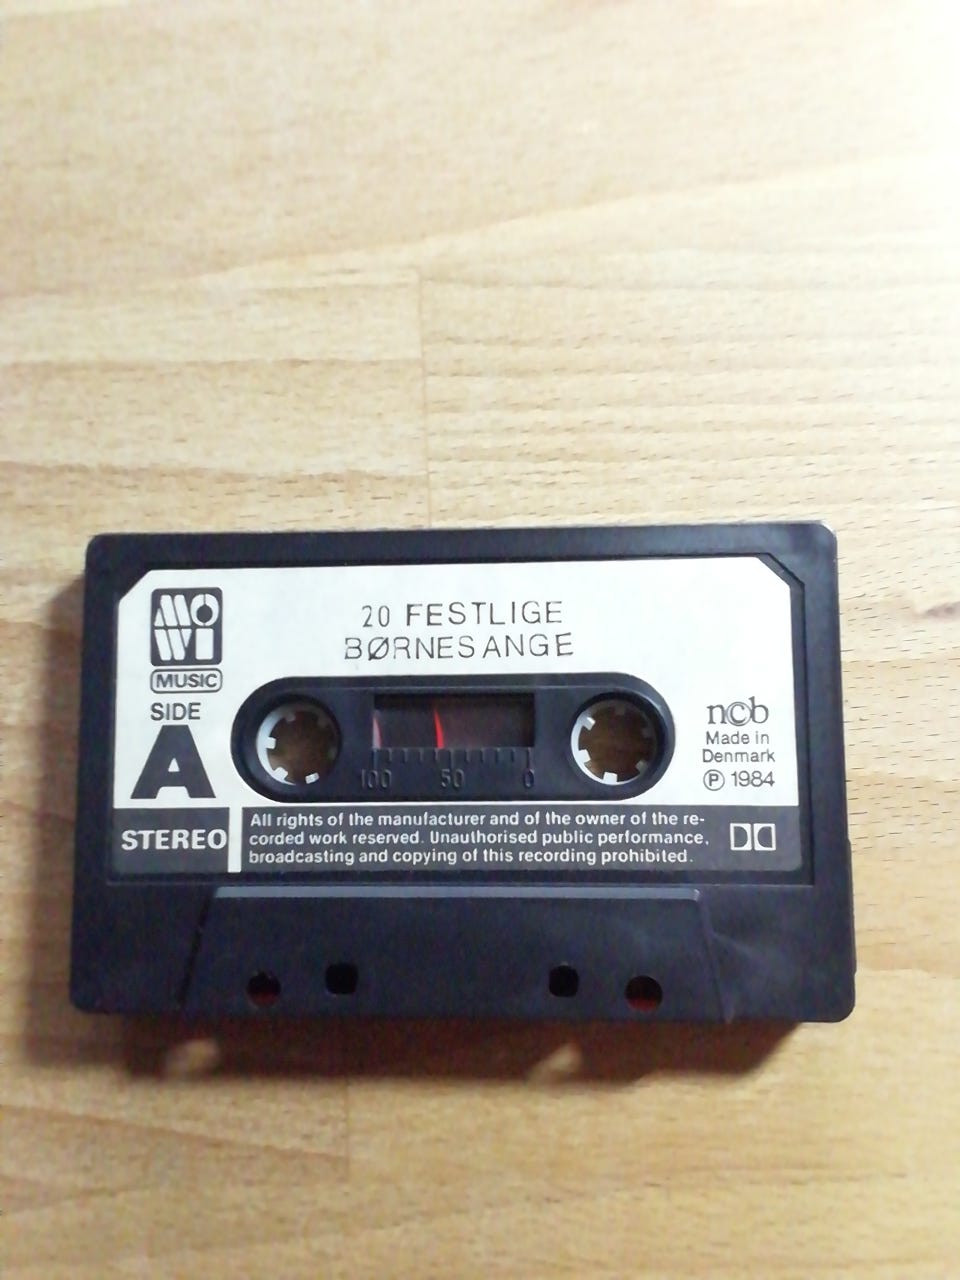 MOWI
MUSIC
SIDE
A
STEREO
20 FESTLIGE
BØRNESANGE
100 50 0
ncb
Made in
Denmark
Ⓟ 1984
All rights of the manufacturer and of the owner of the re-
corded work reserved. Unauthorised public performance,
broadcasting and copying of this recording prohibited.